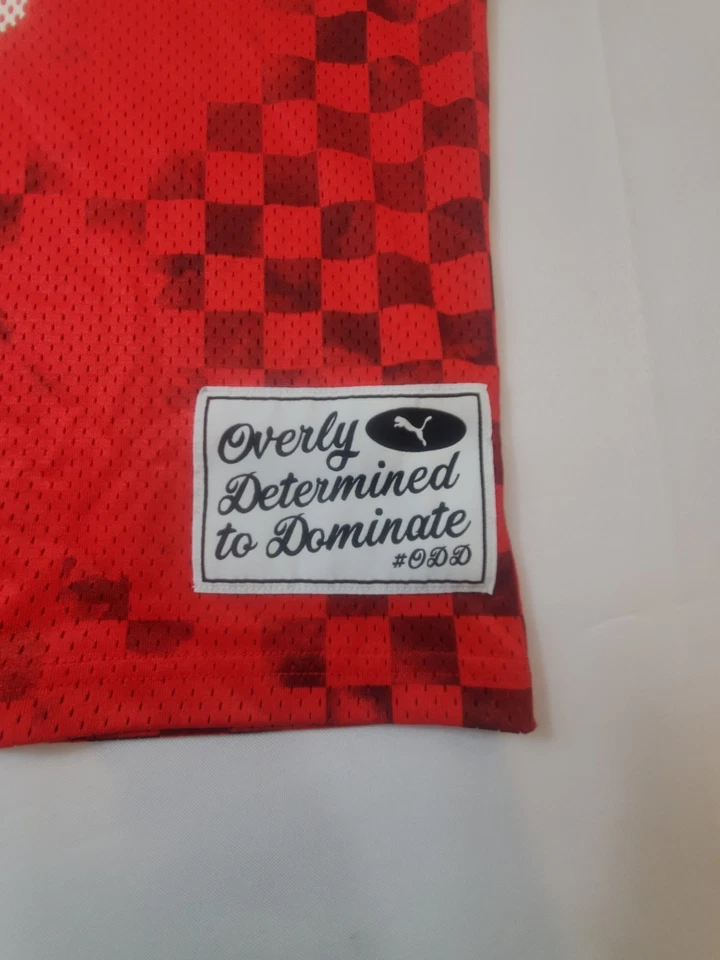 Overly
Determined
to Dominate
#ODD